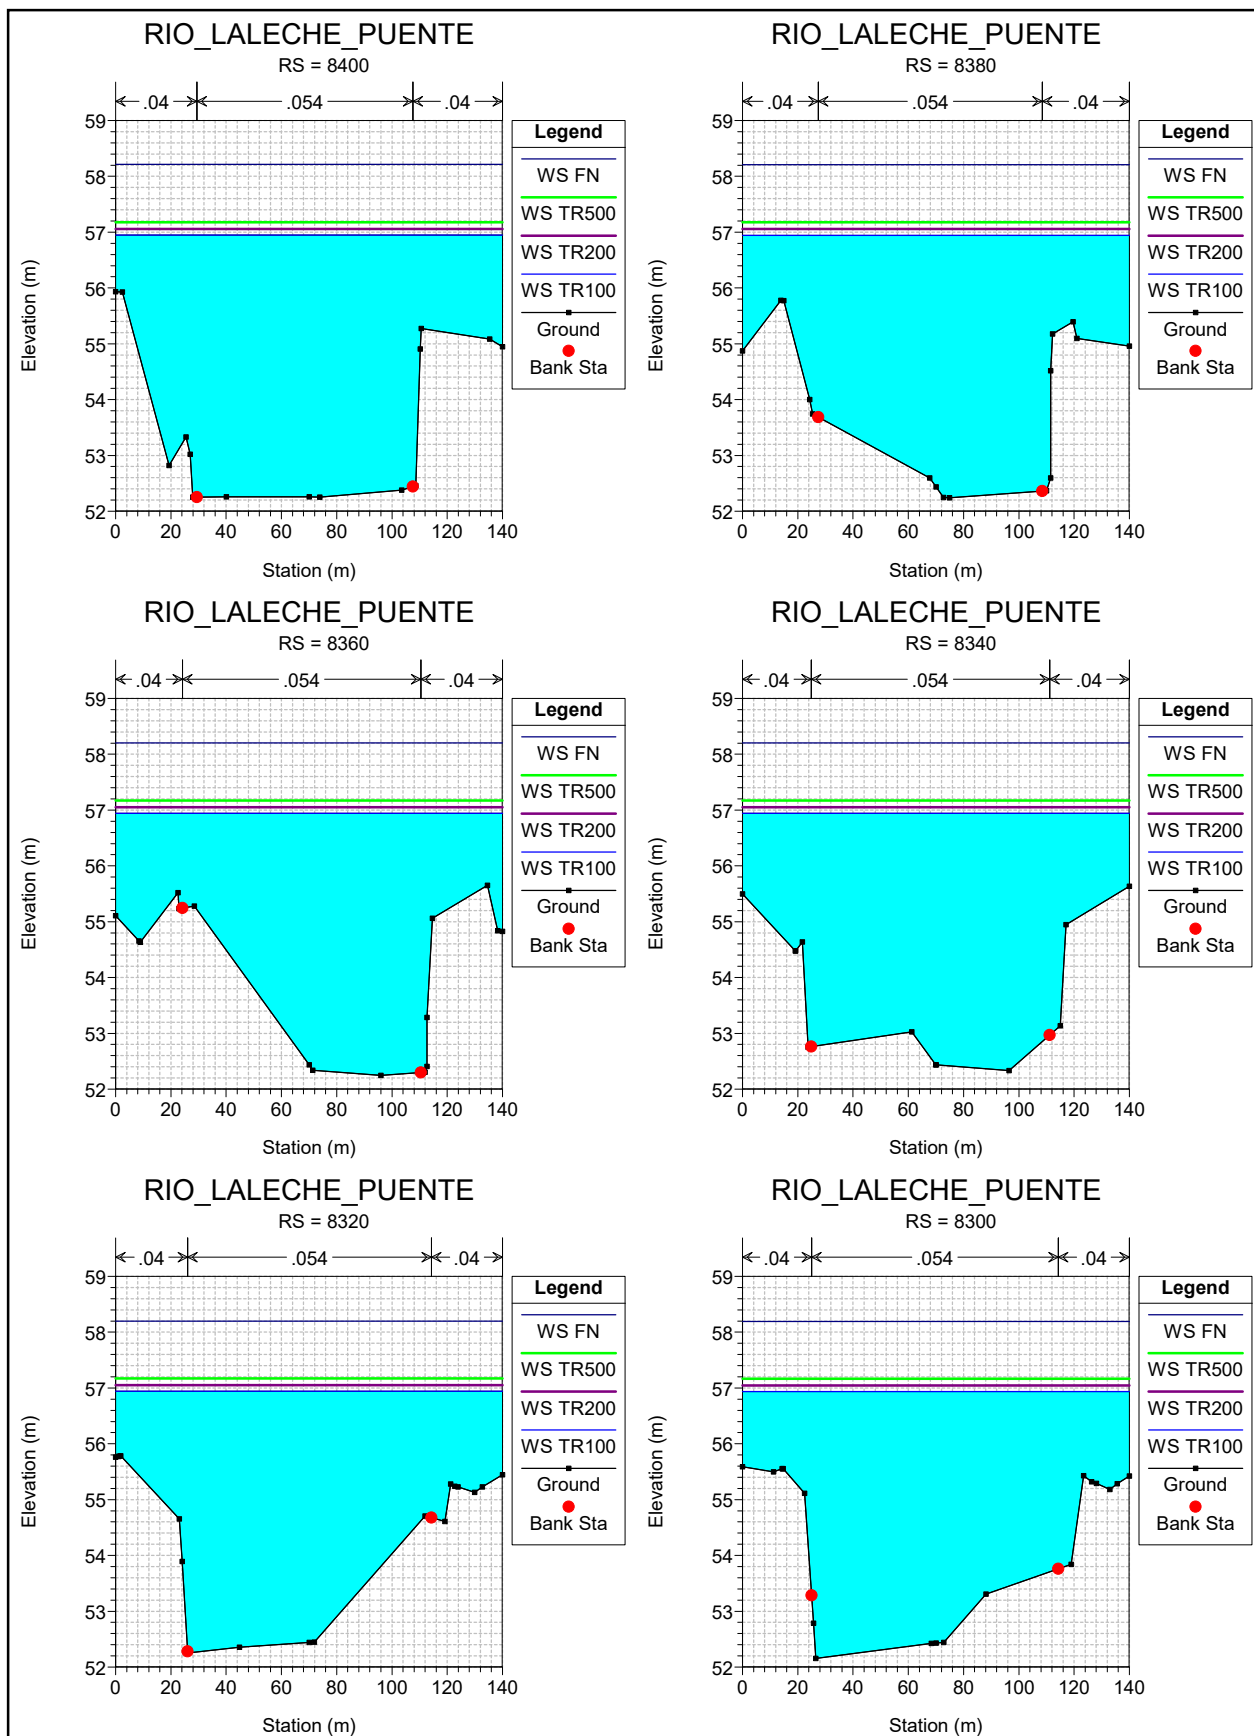 RIO_LALECHE_PUENTE
RS = 8400
.04 .054 .04
59
58
57
56
55
54
53
52
0 20 40 60 80 100 120 140
Elevation (m)
Station (m)
Legend
WS FN
WS TR500
WS TR200
WS TR100
Ground
Bank Sta
RIO_LALECHE_PUENTE
RS = 8380
.04 .054 .04
59
58
57
56
55
54
53
52
0 20 40 60 80 100 120 140
Elevation (m)
Station (m)
Legend
WS FN
WS TR500
WS TR200
WS TR100
Ground
Bank Sta
RIO_LALECHE_PUENTE
RS = 8360
.04 .054 .04
59
58
57
56
55
54
53
52
0 20 40 60 80 100 120 140
Elevation (m)
Station (m)
Legend
WS FN
WS TR500
WS TR200
WS TR100
Ground
Bank Sta
RIO_LALECHE_PUENTE
RS = 8340
.04 .054 .04
59
58
57
56
55
54
53
52
0 20 40 60 80 100 120 140
Elevation (m)
Station (m)
Legend
WS FN
WS TR500
WS TR200
WS TR100
Ground
Bank Sta
RIO_LALECHE_PUENTE
RS = 8320
.04 .054 .04
59
58
57
56
55
54
53
52
0 20 40 60 80 100 120 140
Elevation (m)
Station (m)
Legend
WS FN
WS TR500
WS TR200
WS TR100
Ground
Bank Sta
RIO_LALECHE_PUENTE
RS = 8300
.04 .054 .04
59
58
57
56
55
54
53
52
0 20 40 60 80 100 120 140
Elevation (m)
Station (m)
Legend
WS FN
WS TR500
WS TR200
WS TR100
Ground
Bank Sta